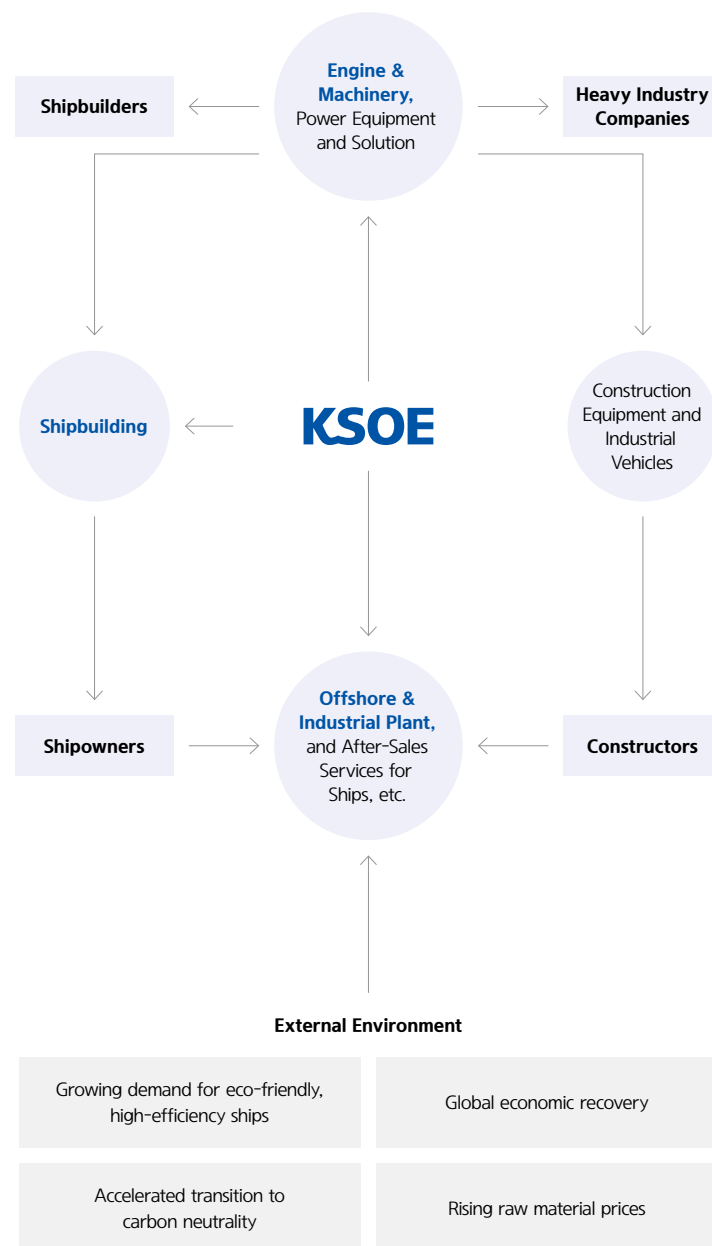 Engine &
Machinery,
Power Equipment
and Solution
Shipbuilders
Heavy Industry
Companies
Shipbuilding
KSOE
Construction
Equipment and
Industrial
Vehicles
Offshore &
Industrial Plant,
and After-Sales
Services for
Ships, etc.
Shipowners
Constructors
External Environment
Growing demand for eco-friendly,
high-efficiency ships
Global economic recovery
Accelerated transition to
carbon neutrality
Rising raw material prices